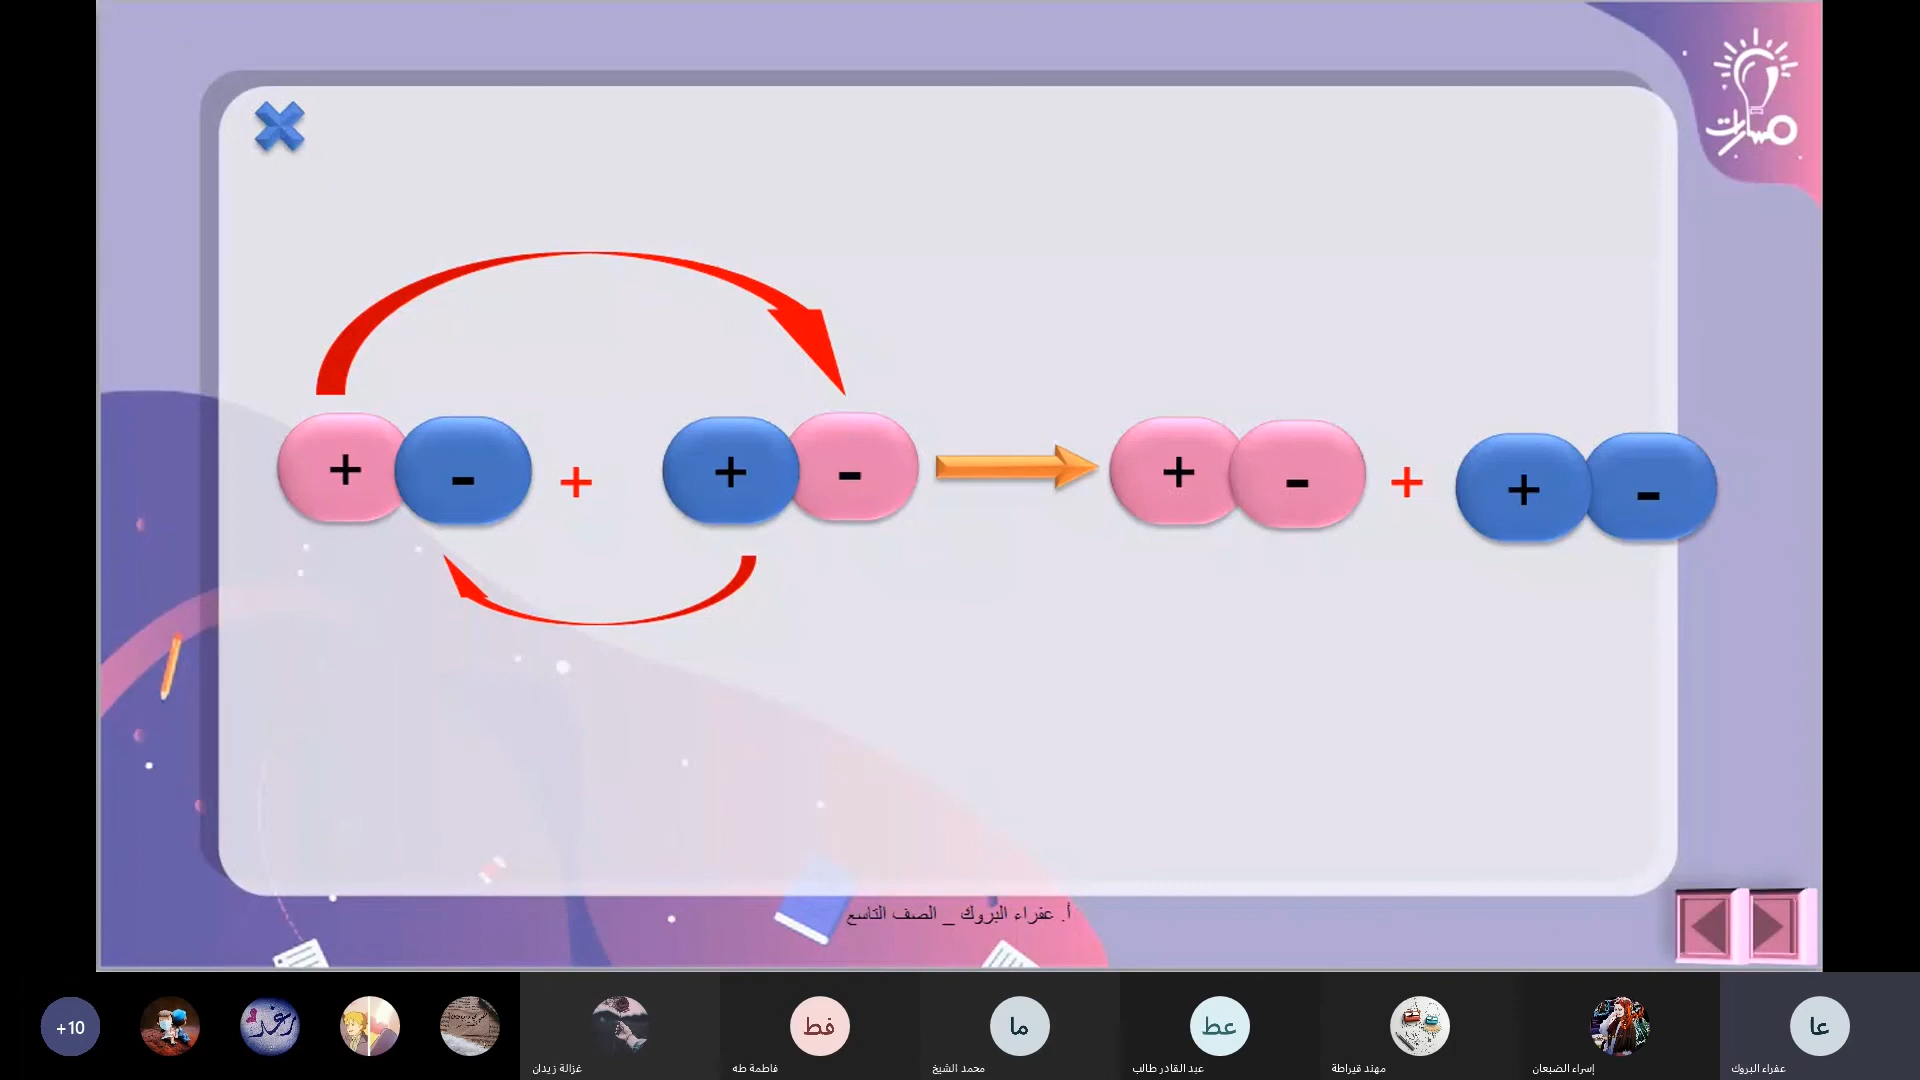 مسارات
+ - + + - + - + + -
أ. عفراء البروك _ الصف التاسع
+10
رغد
فط
ما
عط
عا
غزالة زيدان
فاطمة طه
محمد الشيخ
عبد القادر طالب
مهند قيراطة
إسراء الضبعان
عفراء البروك